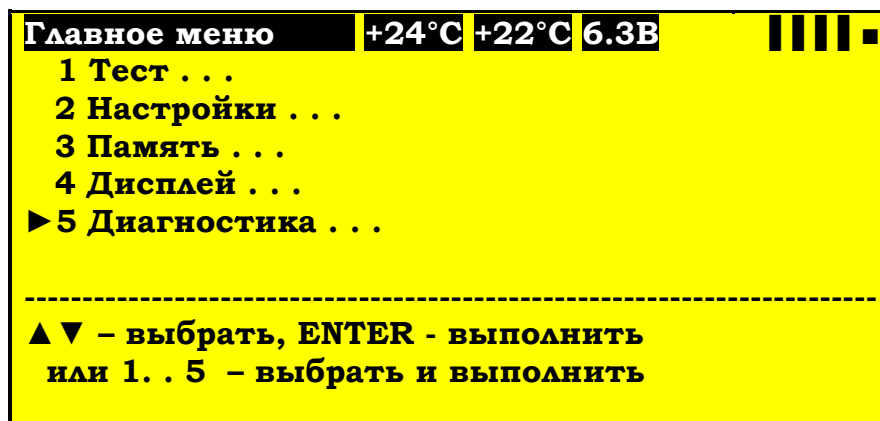 Главное меню +24°C +22°C 6.3В
1 Тест . . .
2 Настройки . . .
3 Память . . .
4 Дисплей . . .
►5 Диагностика . . .
--------------------------------------------------------------------------
▲▼ – выбрать, ENTER - выполнить
или 1. . 5 – выбрать и выполнить